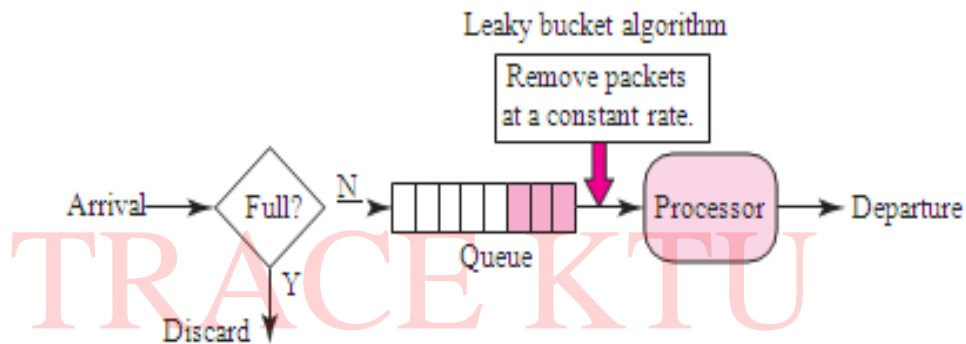 Leaky bucket algorithm
Remove packets
at a constant rate.
Arrival
Full?
N
Processor
Departure
Queue
Y
Discard
TRACE KTU